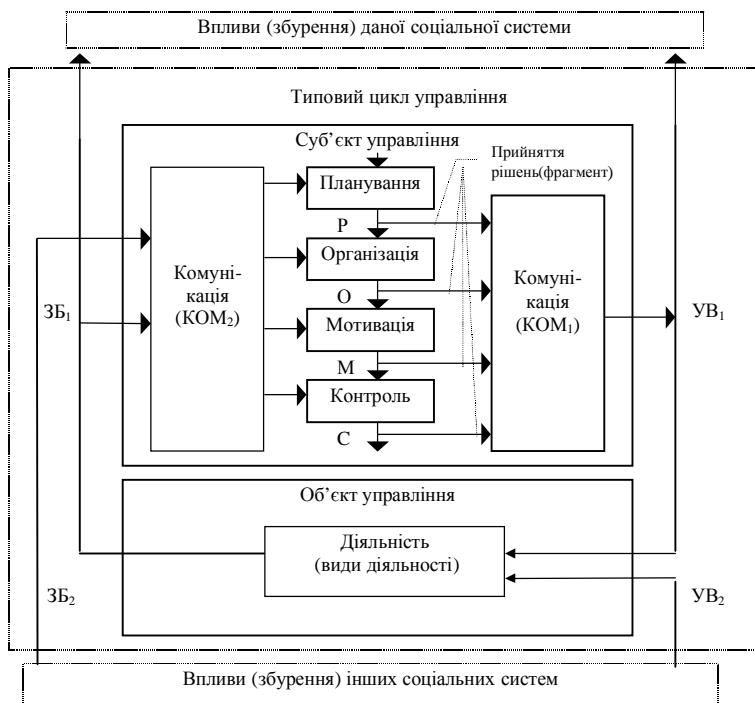 Впливи (збурення) даної соціальної системи
Типовий цикл управління
Суб’єкт управління
Прийняття
рішень(фрагмент)
Планування
Р
Організація
Комуні-
кація
(КОМ₂)
Комуні-
кація
(КОМ₁)
ЗБ₁
УВ₁
О
Мотивація
М
Контроль
С
Об’єкт управління
Діяльність
(види діяльності)
ЗБ₂
УВ₂
Впливи (збурення) інших соціальних систем